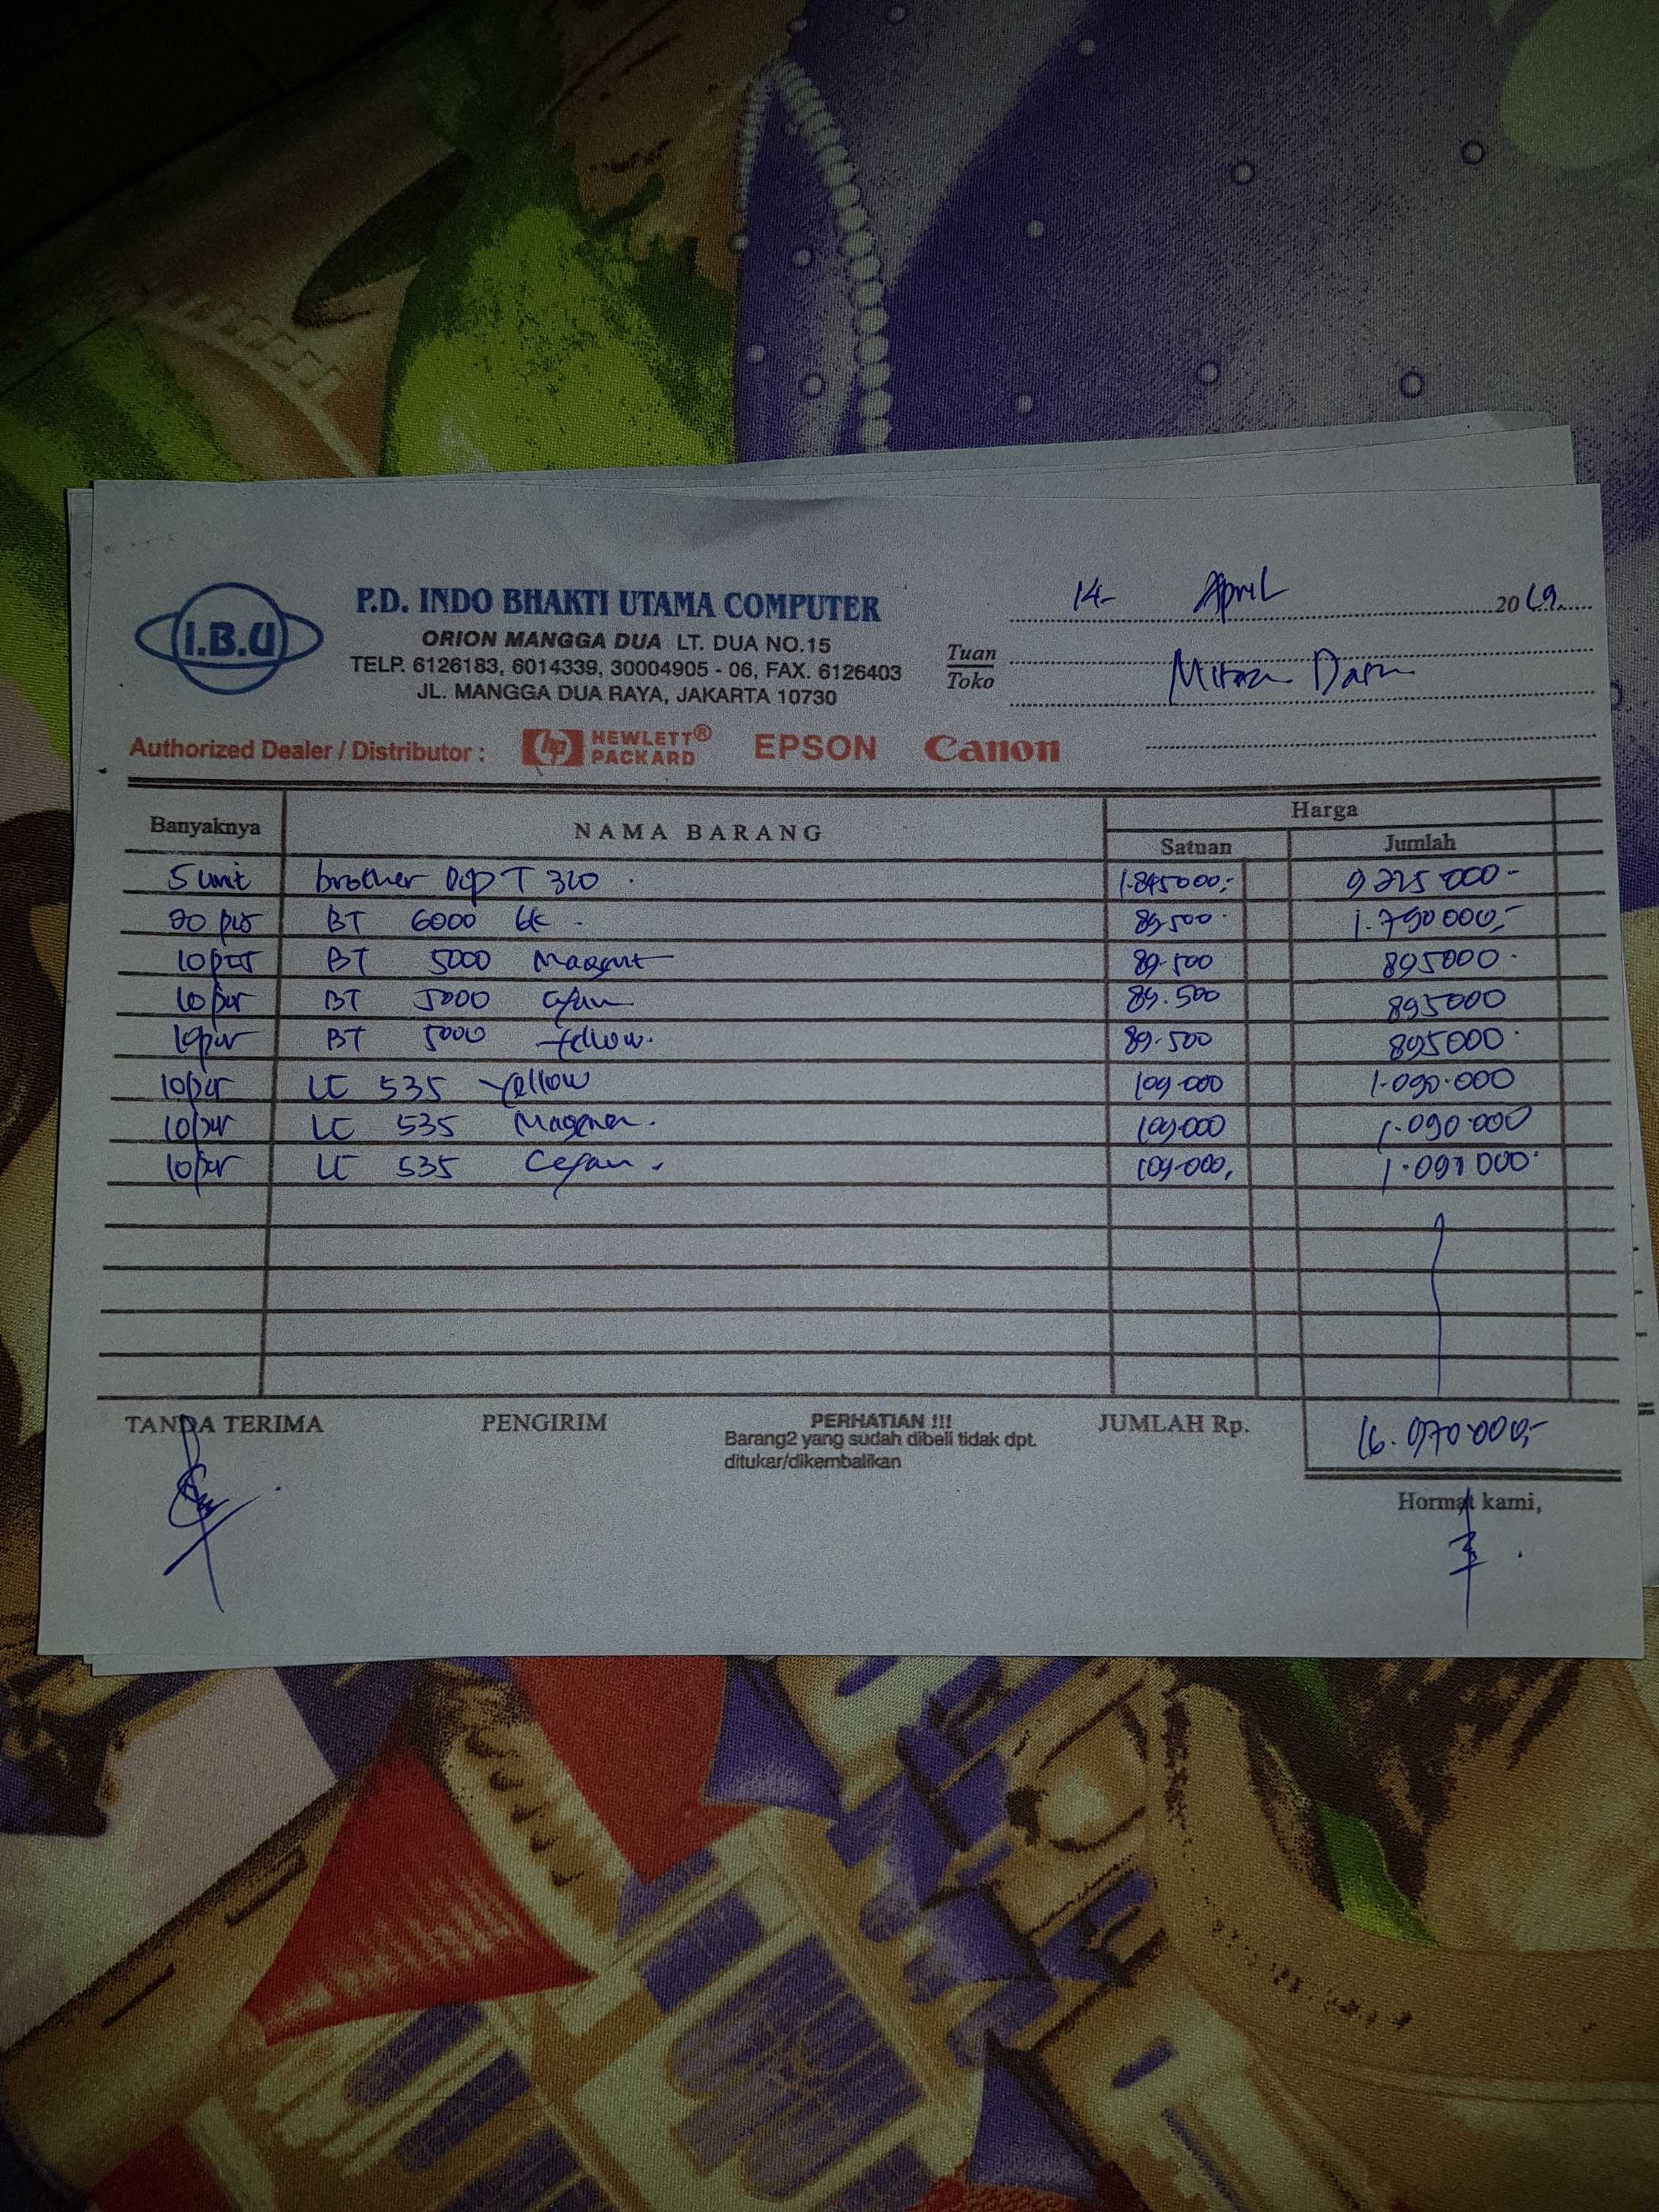 I.B.U
P.D. INDO BHAKTI UTAMA COMPUTER
ORION MANGGA DUA LT. DUA NO.15
TELP. 6126183, 6014339, 30004905 - 06, FAX. 6126403
JL. MANGGA DUA RAYA, JAKARTA 10730
14- April 2019
Tuan
Toko
Mitra
Authorized Dealer / Distributor : hp HEWLETT® PACKARD EPSON Canon
Banyaknya NAMA BARANG Harga
Satuan Jumlah
5 unit brother Dcp T 310 1.845000,- 9 225 000-
20 pcs BT 6000 bk 89.500 1.790 000,-
10 pcs BT 5000 Magent 89.500 895000
10 pcs BT 5000 Cyan 89.500 895000
10 pcs BT 5000 Yellow 89.500 895000
10 pcs LC 535 Yellow 109.000 1.090.000
10 pcs LC 535 Magenta 109.000 1.090.000
10 pcs LC 535 Cyan 109.000, 1.090 000
TANDA TERIMA PENGIRIM PERHATIAN !!! JUMLAH Rp. 16.970.000,-
Barang2 yang sudah dibeli tidak dpt.
ditukar/dikembalikan
Hormat kami,